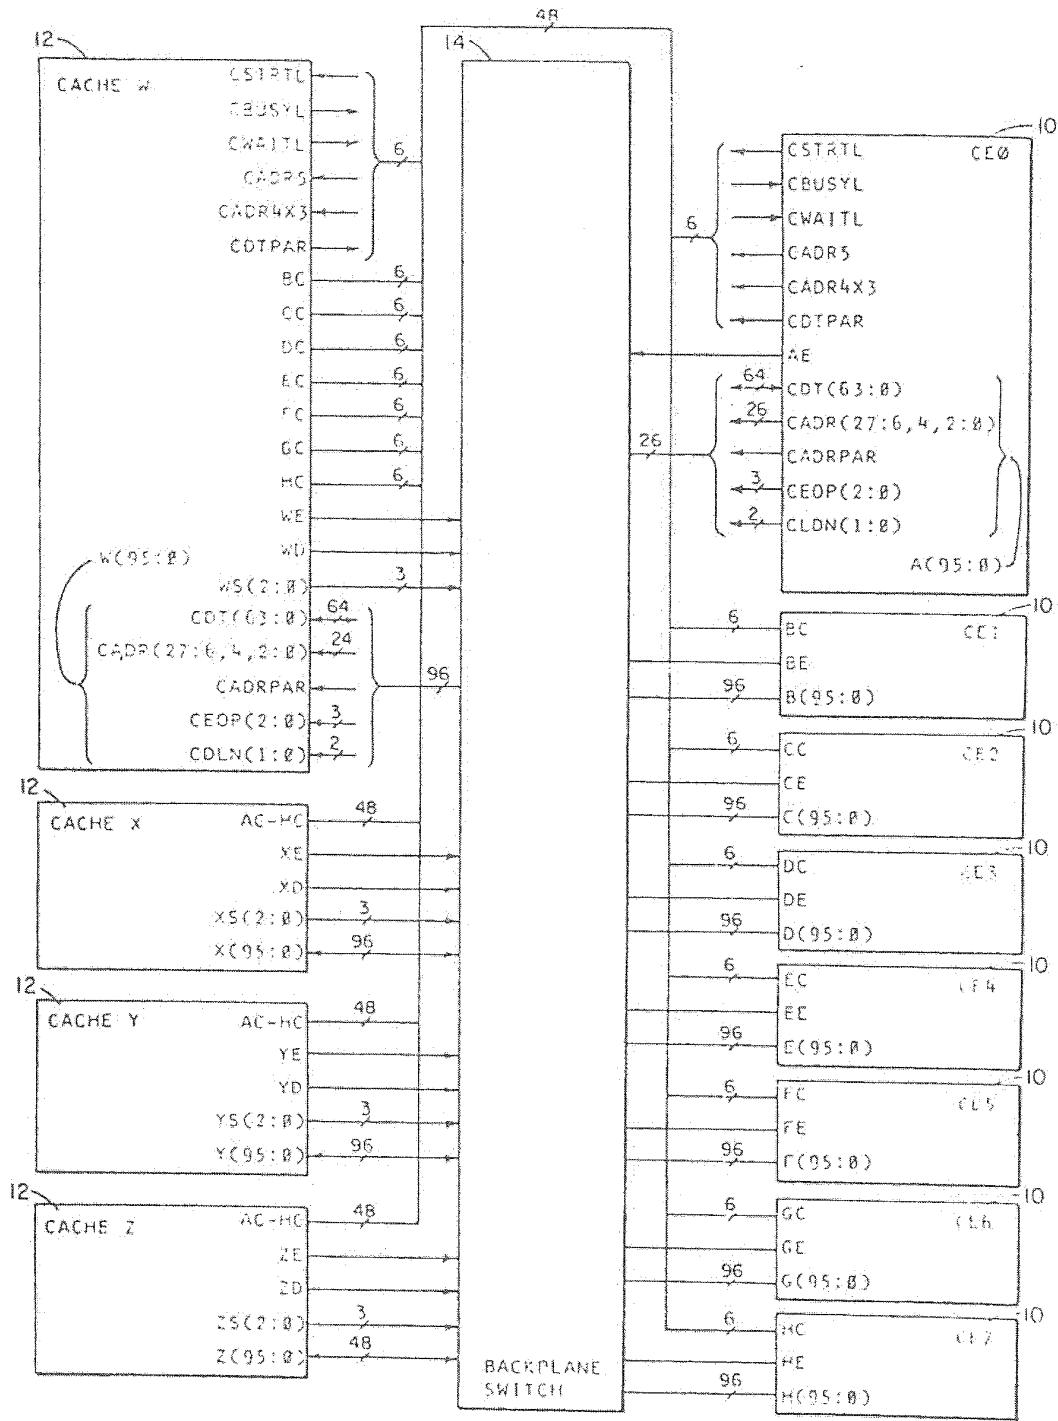 48
12
14
CACHE W
CSTRTL
CBUSYL
CWAITL
6
CADR5
CADR4X3
CDTPAR
BC 6
CC 6
DC 6
EC 6
FC 6
GC 6
HC 6
WE
WD
W(95:0)
WS(2:0) 3
CDT(63:0) 64
CADR(27:6,4,2:0) 24
CADRPAR
96
CEOP(2:0) 3
CDLN(1:0) 2
12
CACHE X
AC-HC 48
XE
XD
XS(2:0) 3
X(95:0) 96
12
CACHE Y
AC-HC 48
YE
YD
YS(2:0) 3
Y(95:0) 96
12
CACHE Z
AC-HC 48
ZE
ZD
ZS(2:0) 3
Z(95:0) 48
BACKPLANE
SWITCH
10
CE0
CSTRTL
CBUSYL
CWAITL
6
CADR5
CADR4X3
CDTPAR
AE
64 CDT(63:0)
26 CADR(27:6,4,2:0)
26
CADRPAR
3 CEOP(2:0)
2 CLDN(1:0)
A(95:0)
10
CE1
6 BC
BE
96 B(95:0)
10
CE2
6 CC
CE
96 C(95:0)
10
CE3
6 DC
DE
96 D(95:0)
10
CE4
6 EC
EE
96 E(95:0)
10
CE5
6 FC
FE
96 F(95:0)
10
CE6
6 GC
GE
96 G(95:0)
10
CE7
6 HC
HE
96 H(95:0)